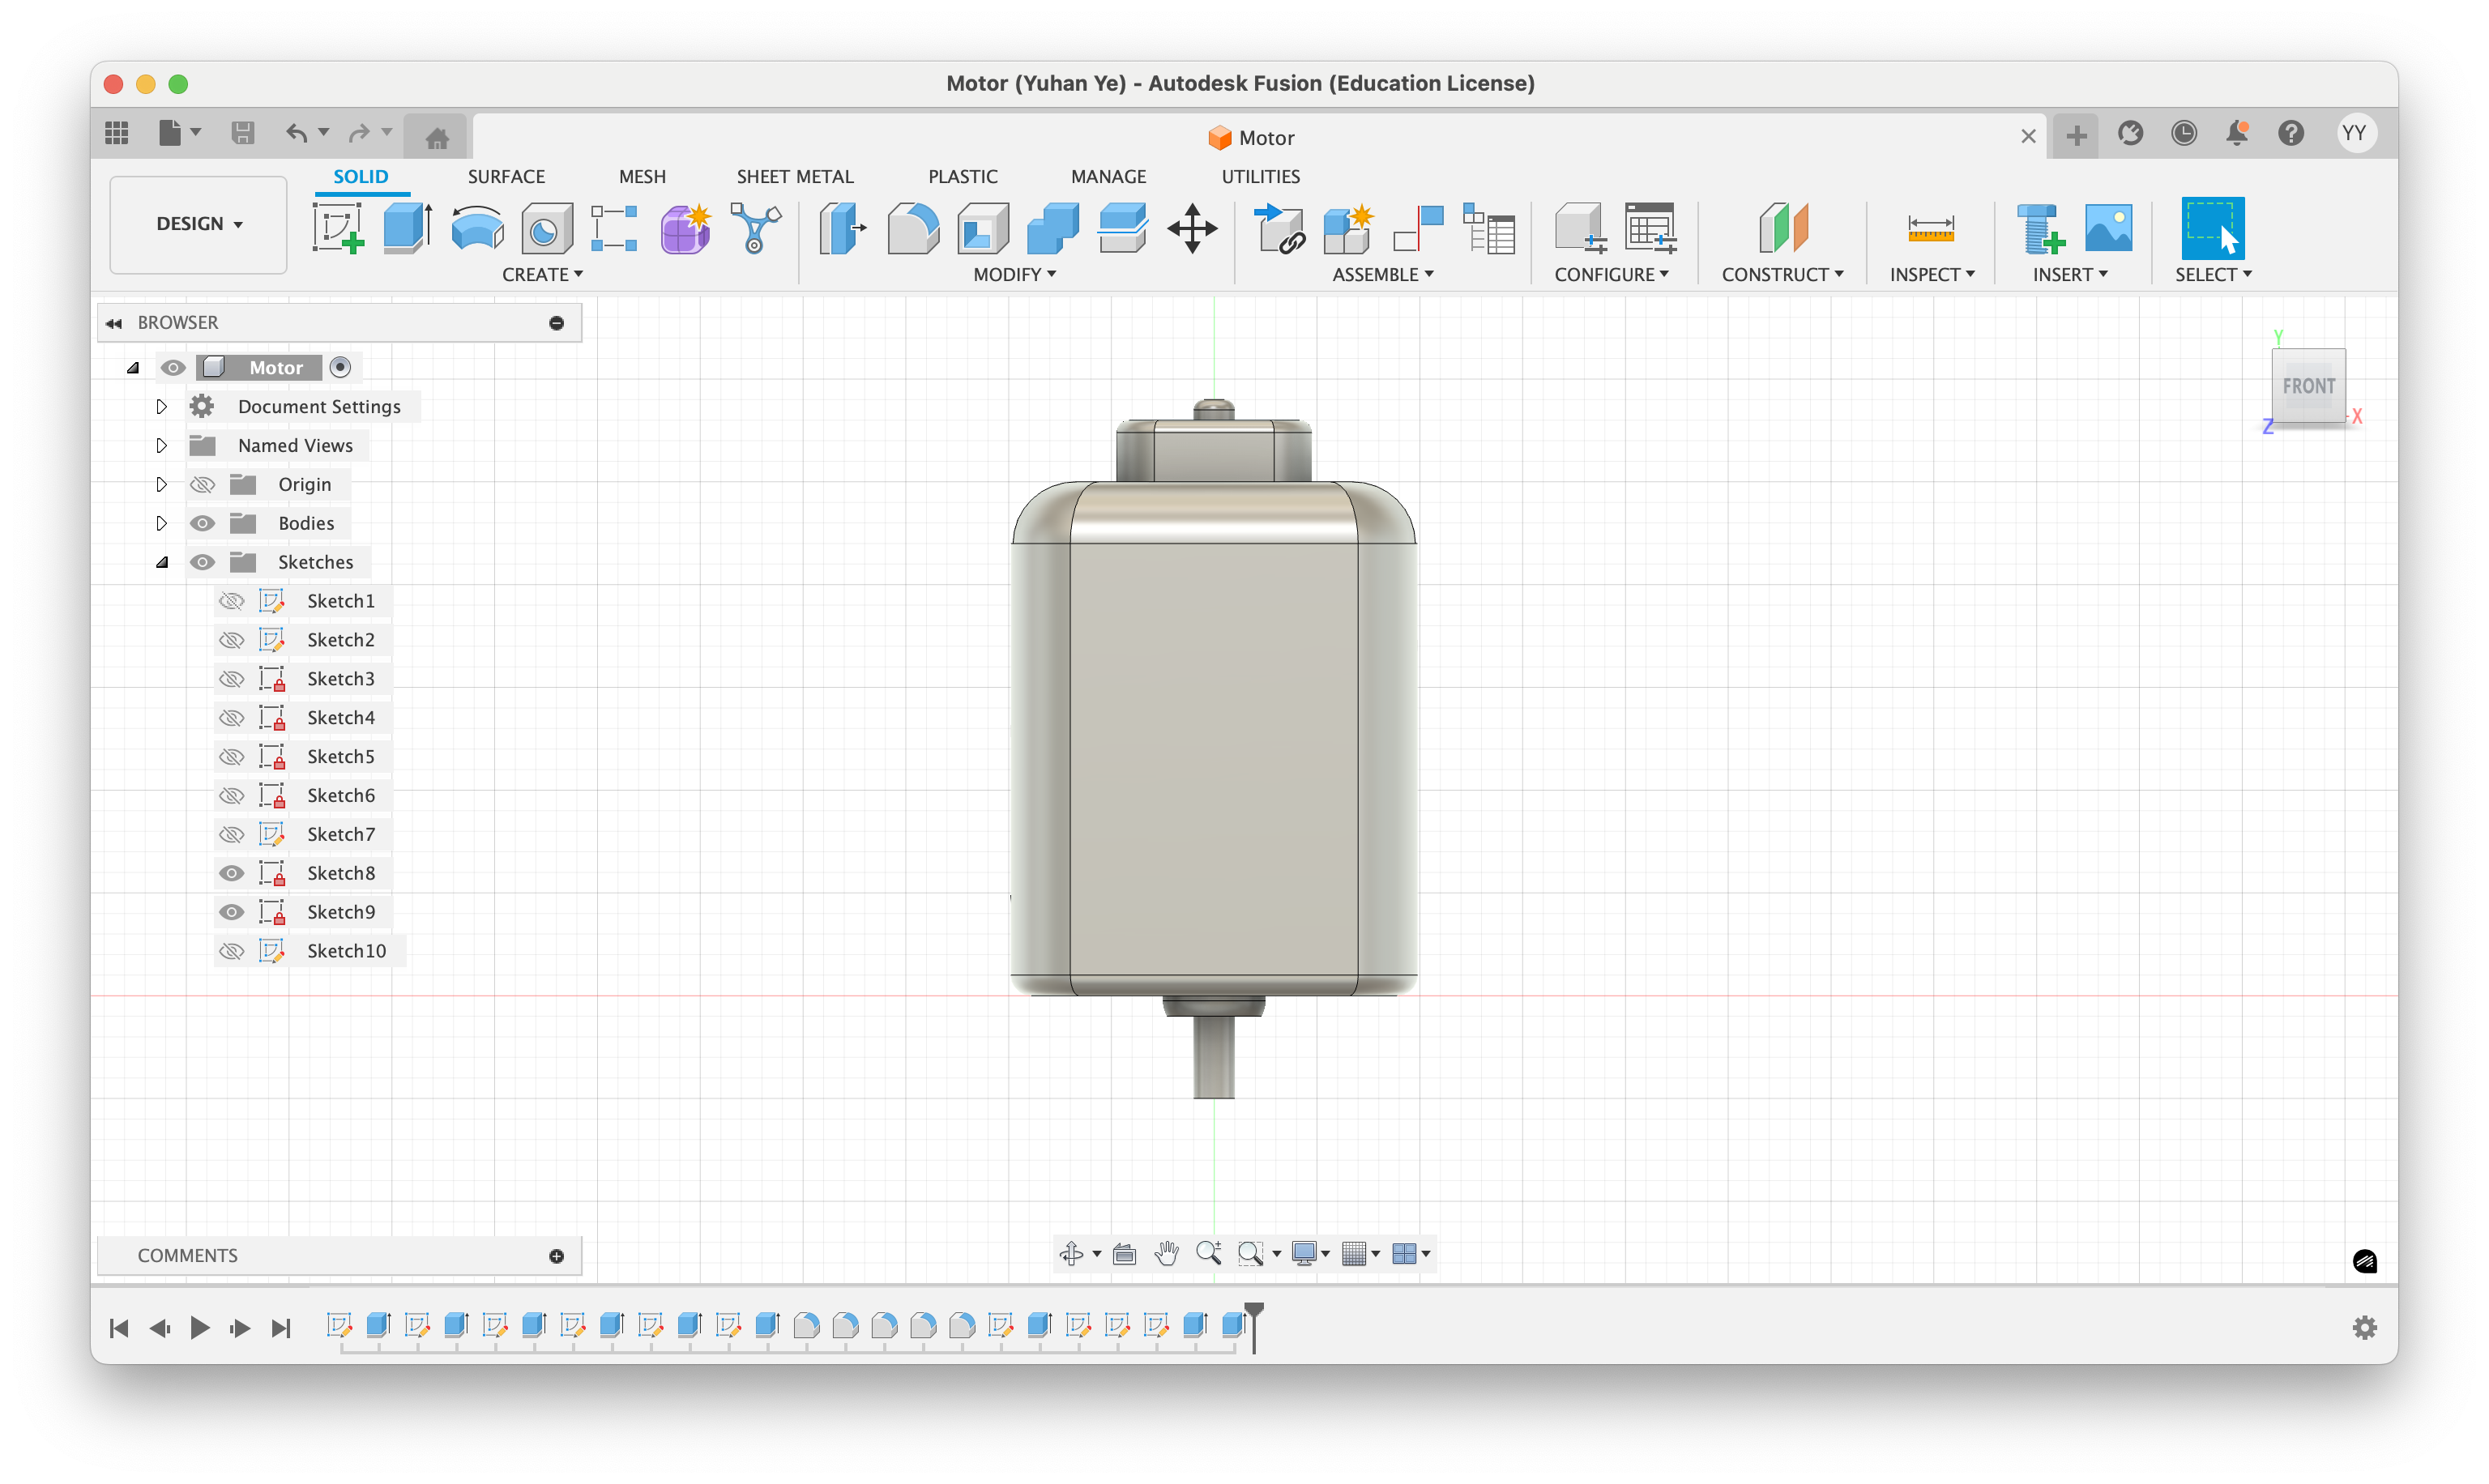 Motor (Yuhan Ye) - Autodesk Fusion (Education License)
Motor
YY
DESIGN
SOLID SURFACE MESH SHEET METAL PLASTIC MANAGE UTILITIES
CREATE MODIFY ASSEMBLE CONFIGURE CONSTRUCT INSPECT INSERT SELECT
BROWSER
Motor
Document Settings
Named Views
Origin
Bodies
Sketches
Sketch1
Sketch2
Sketch3
Sketch4
Sketch5
Sketch6
Sketch7
Sketch8
Sketch9
Sketch10
Y
FRONT
X
Z
COMMENTS